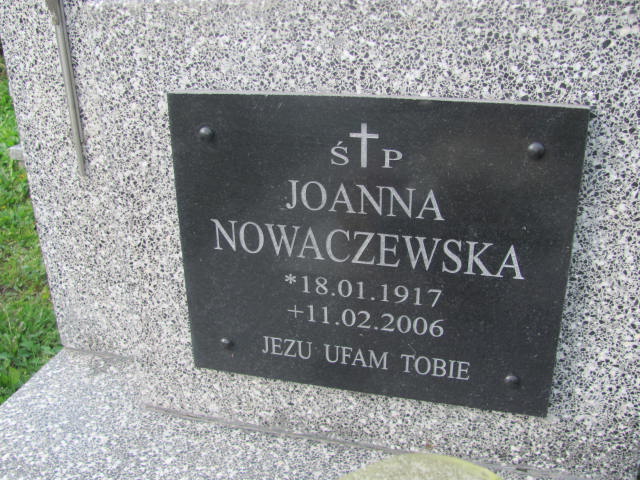 Ś†P
JOANNA
NOWACZEWSKA
*18.01.1917
+11.02.2006
JEZU UFAM TOBIE